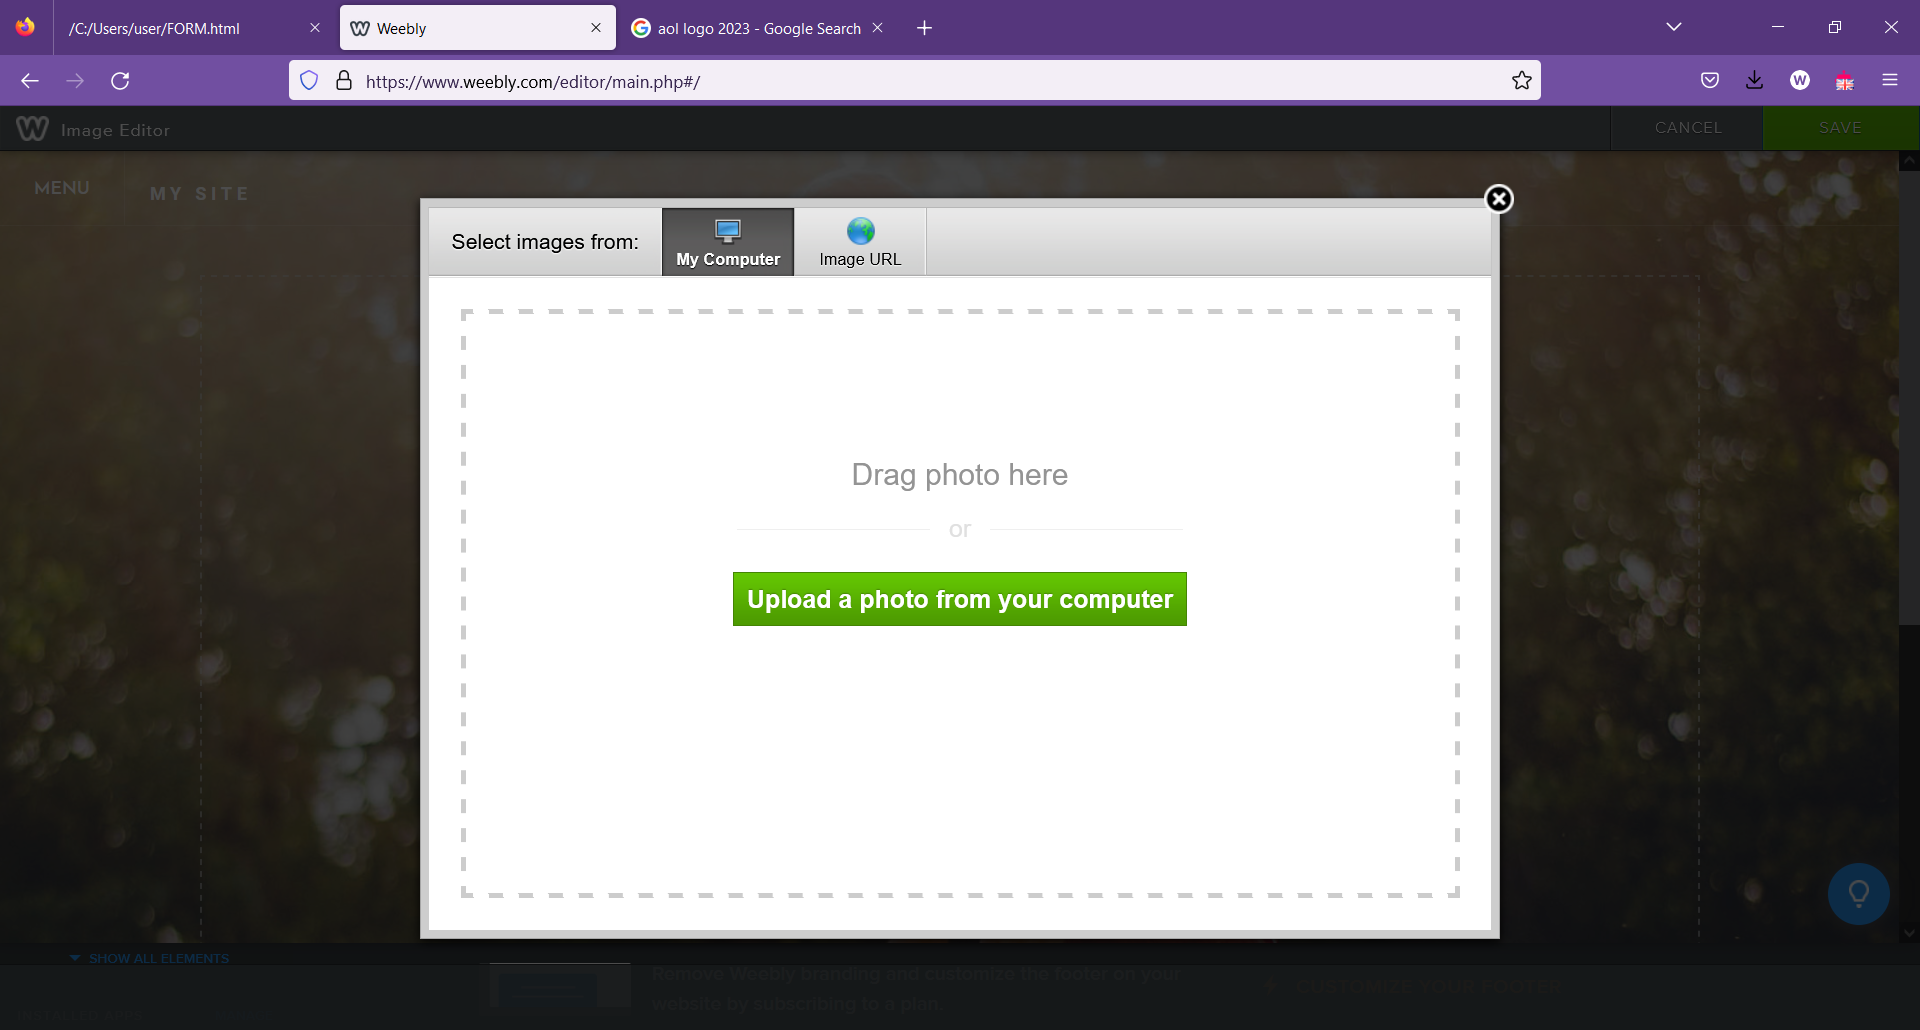 /C:/Users/user/FORM.html
Weebly
aol logo 2023 - Google Search
https://www.weebly.com/editor/main.php#/
Image Editor
CANCEL
SAVE
MENU
MY SITE
Select images from:
My Computer
Image URL
Drag photo here
or
Upload a photo from your computer
SHOW ALL ELEMENTS
Remove Weebly branding and customize the footer on your
website by subscribing to a plan.
CUSTOMIZE YOUR FOOTER
INSTALLED APPS